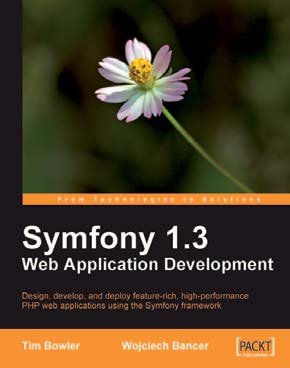 From Technologies to Solutions
Symfony 1.3
Web Application Development
Design, develop, and deploy feature-rich, high-performance
PHP web applications using the Symfony framework
Tim Bowler Wojciech Bancer
PACKT
PUBLISHING